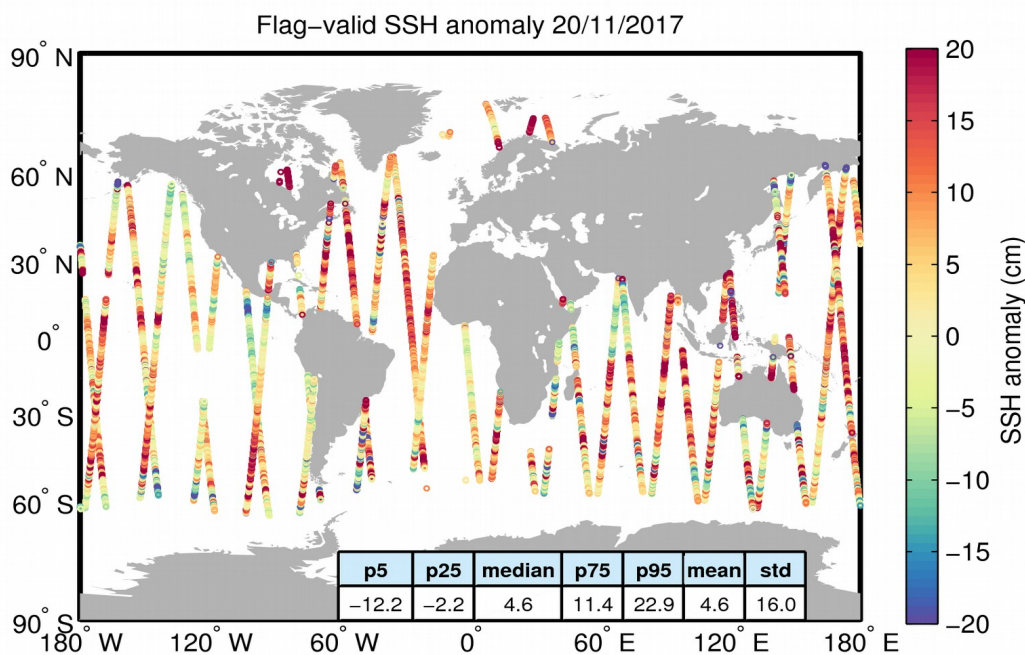 Flag−valid SSH anomaly 20/11/2017
90° N
60° N
30° N
0°
30° S
60° S
90° S
180° W
120° W
60° W
0°
60° E
120° E
180° E
p5 p25 median p75 p95 mean std
−12.2 −2.2 4.6 11.4 22.9 4.6 16.0
20
15
10
5
0
−5
−10
−15
−20
SSH anomaly (cm)